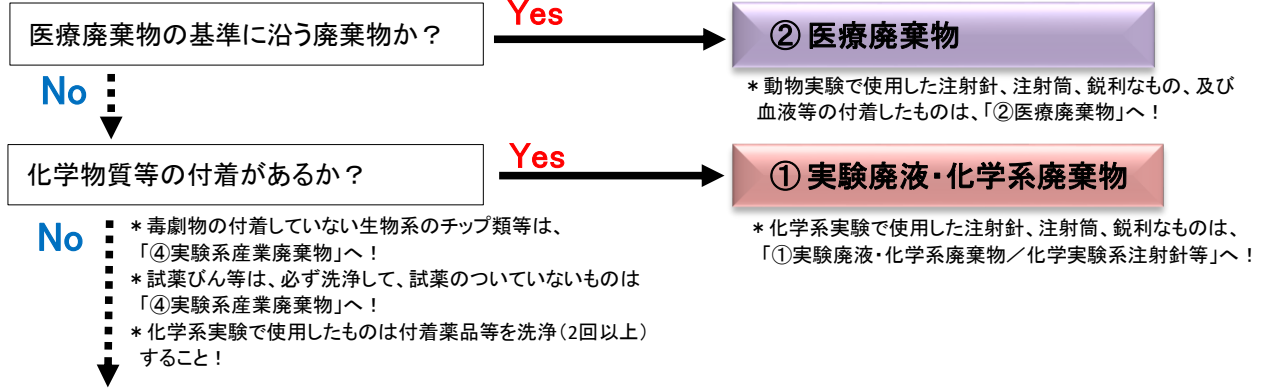 医療廃棄物の基準に沿う廃棄物か？
Yes
②医療廃棄物
No
＊動物実験で使用した注射針、注射筒、鋭利なもの、及び
血液等の付着したものは、「②医療廃棄物」へ！
化学物質等の付着があるか？
Yes
①実験廃液・化学系廃棄物
No
＊毒劇物の付着していない生物系のチップ類等は、
「④実験系産業廃棄物」へ！
＊試薬びん等は、必ず洗浄して、試薬のついていないものは
「④実験系産業廃棄物」へ！
＊化学系実験で使用したものは付着薬品等を洗浄（2回以上）
すること！
＊化学系実験で使用した注射針、注射筒、鋭利なものは、
「①実験廃液・化学系廃棄物／化学実験系注射針等」へ！